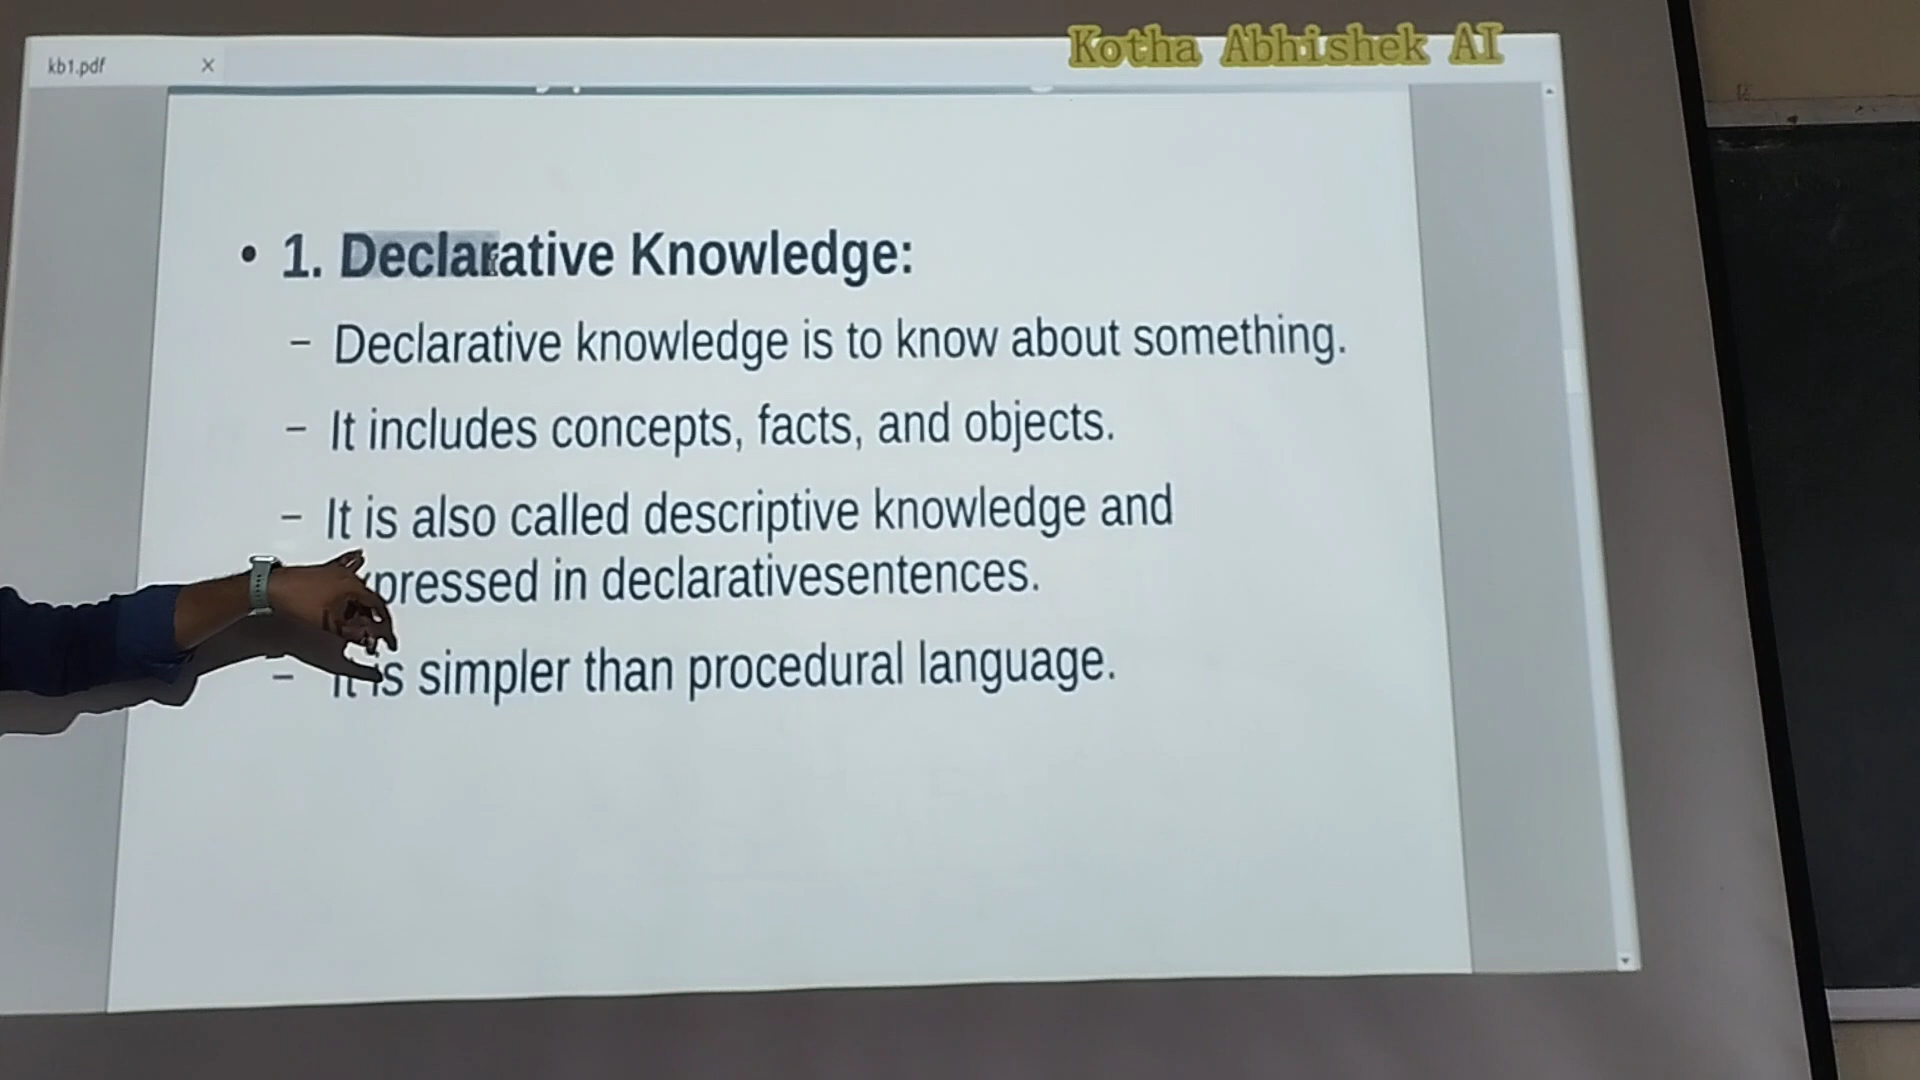 Kotha Abhishek AI
kb1.pdf
• 1. Declarative Knowledge:
– Declarative knowledge is to know about something.
– It includes concepts, facts, and objects.
– It is also called descriptive knowledge and
pressed in declarativesentences.
– It is simpler than procedural language.